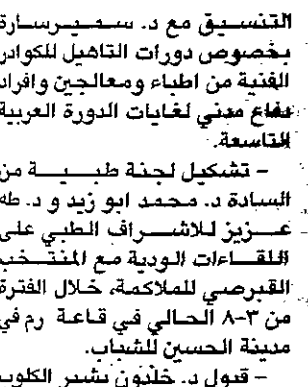 التنسيق مع د. سميرسارة
بخصوص دورات التاهيل للكوادر
الفنية من اطباء ومعالجين وافراد
دفاع مدني لغايات الدورة العربية
التاسعة.
- تشكيل لجنة طبية من
السادة د. محمد ابو زيد و د. طه
عزيز للاشراف الطبي على
اللقاءات الودية مع المنتخب
القبرصي للملاكمة، خلال الفترة
من ٣-٨ الحالي في قاعة رم في
مدينة الحسين للشباب.
- قبول د. خلدون بشير الكلوب